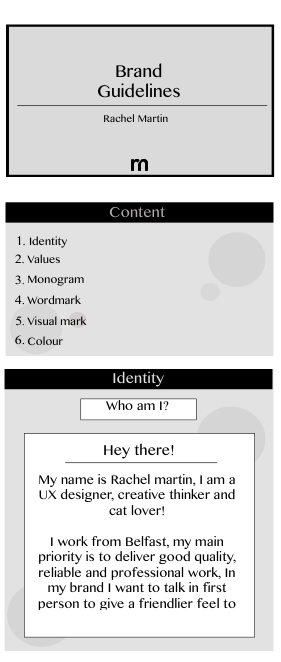 Brand
Guidelines
Rachel Martin
m
Content
1. Identity
2. Values
3. Monogram
4. Wordmark
5. Visual mark
6. Colour
Identity
Who am I?
Hey there!
My name is Rachel martin, I am a
UX designer, creative thinker and
cat lover!
I work from Belfast, my main
priority is to deliver good quality,
reliable and professional work, In
my brand I want to talk in first
person to give a friendlier feel to